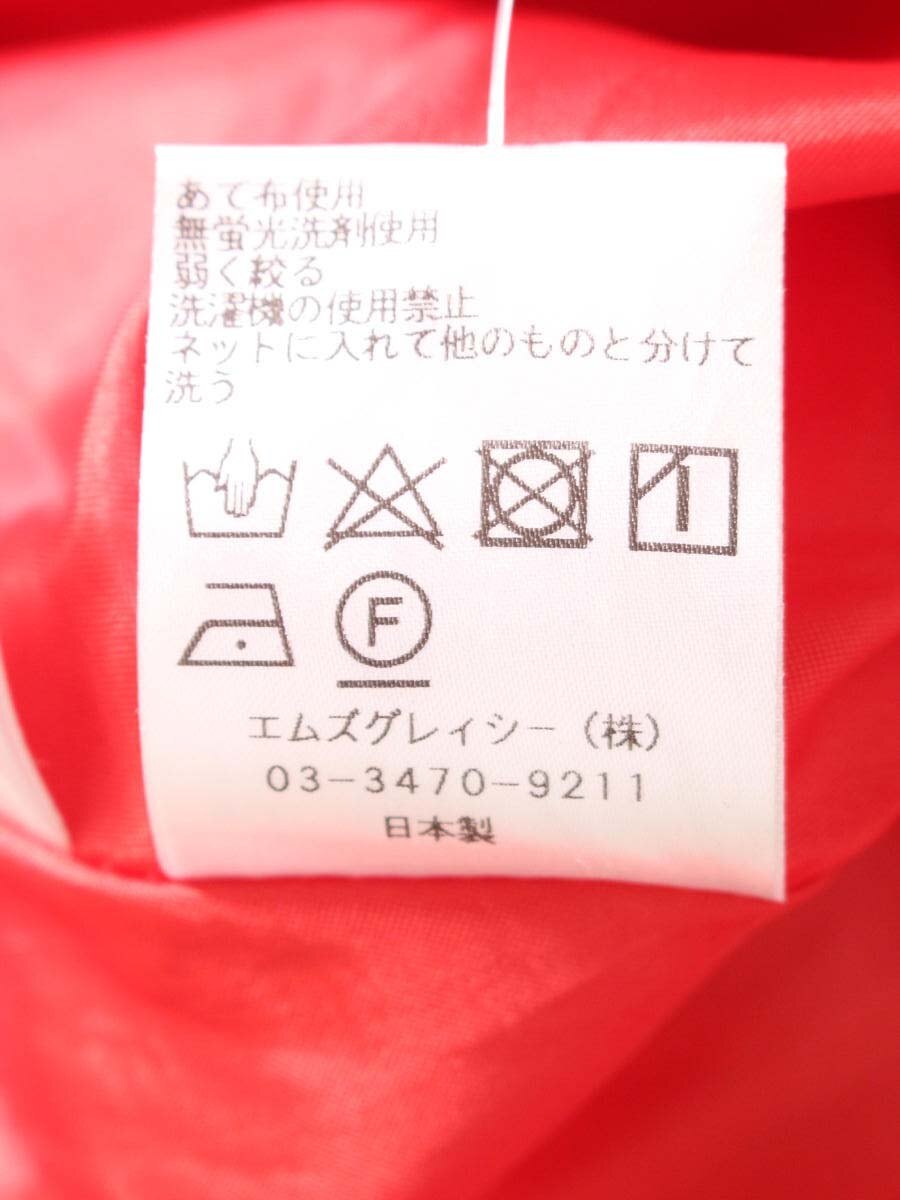 あて布使用
無蛍光洗剤使用
弱く絞る
洗濯機の使用禁止
ネットに入れて他のものと分けて
洗う
F
エムズグレイシー(株)
03-3470-9211
日本製